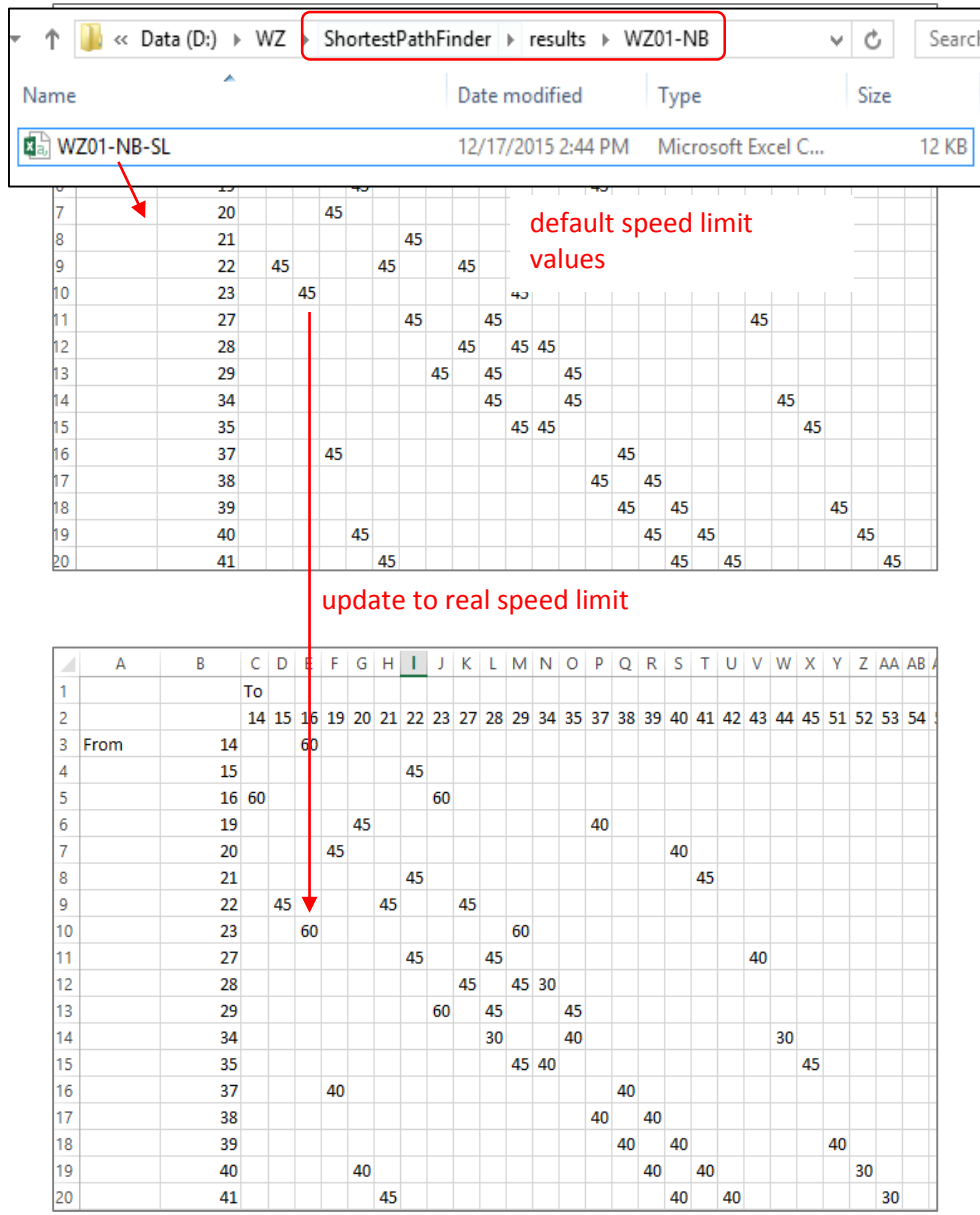 « Data (D:) WZ ShortestPathFinder results WZ01-NB Search
Name Date modified Type Size
WZ01-NB-SL 12/17/2015 2:44 PM Microsoft Excel C... 12 KB
default speed limit
values
7 20 45
8 21 45
9 22 45 45 45
10 23 45 45
11 27 45 45 45
12 28 45 45 45
13 29 45 45 45
14 34 45 45 45
15 35 45 45 45
16 37 45 45
17 38 45 45
18 39 45 45 45
19 40 45 45 45 45
20 41 45 45 45 45
update to real speed limit
A B C D E F G H I J K L M N O P Q R S T U V W X Y Z AA AB
1 To
2 14 15 16 19 20 21 22 23 27 28 29 34 35 37 38 39 40 41 42 43 44 45 51 52 53 54
3 From 14 60
4 15 45
5 16 60 60
6 19 45 40
7 20 45 40
8 21 45 45
9 22 45 45 45
10 23 60 60
11 27 45 45 40
12 28 45 45 30
13 29 60 45 45
14 34 30 40 30
15 35 45 40 45
16 37 40 40
17 38 40 40
18 39 40 40 40
19 40 40 40 40 30
20 41 45 40 40 30